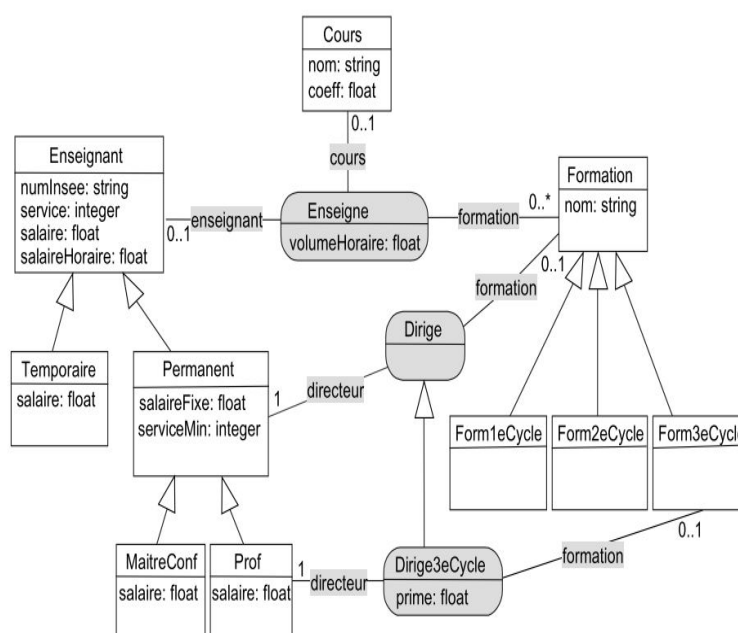 Cours
nom: string
coeff: float
0..1
cours
Enseignant
numInsee: string
service: integer
salaire: float
salaireHoraire: float
0..1
enseignant
Enseigne
volumeHoraire: float
formation
0..*
Formation
nom: string
0..1
formation
Dirige
Temporaire
salaire: float
Permanent
salaireFixe: float
serviceMin: integer
1
directeur
Form1eCycle
Form2eCycle
Form3eCycle
0..1
MaitreConf
salaire: float
Prof
salaire: float
1
directeur
Dirige3eCycle
prime: float
formation